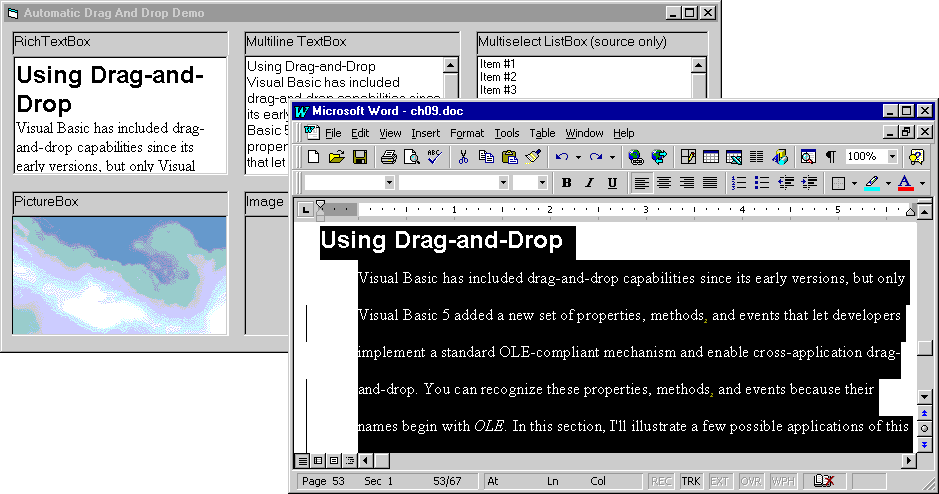 Automatic Drag And Drop Demo
RichTextBox
Using Drag-and-
Drop
Visual Basic has included drag-
and-drop capabilities since its
early versions, but only Visual
Multiline TextBox
Using Drag-and-Drop
Visual Basic has included
drag-and-drop capabilities since
its early
Basic 5
propert
that let
Multiselect ListBox (source only)
Item #1
Item #2
Item #3
PictureBox
Image
Microsoft Word - ch09.doc
File Edit View Insert Format Tools Table Window Help
ABC ¶ 100%
B I U A
1 2 3 4 5
Using Drag-and-Drop
Visual Basic has included drag-and-drop capabilities since its early versions, but only
Visual Basic 5 added a new set of properties, methods, and events that let developers
implement a standard OLE-compliant mechanism and enable cross-application drag-
and-drop. You can recognize these properties, methods, and events because their
names begin with OLE. In this section, I'll illustrate a few possible applications of this
Page 53 Sec 1 53/67 At Ln Col REC TRK EXT OVR WPH